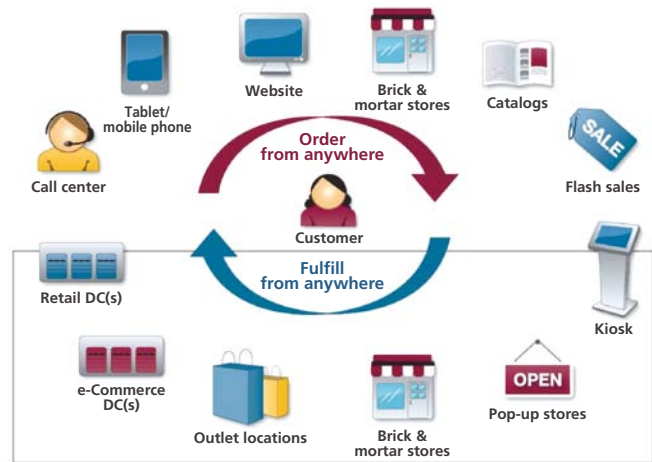 Website
Brick &
mortar stores
Catalogs
Tablet/
mobile phone
SALE
Order
from anywhere
Call center
Flash sales
Customer
Fulfill
from anywhere
Retail DC(s)
Kiosk
OPEN
e-Commerce
DC(s)
Pop-up stores
Outlet locations
Brick &
mortar stores